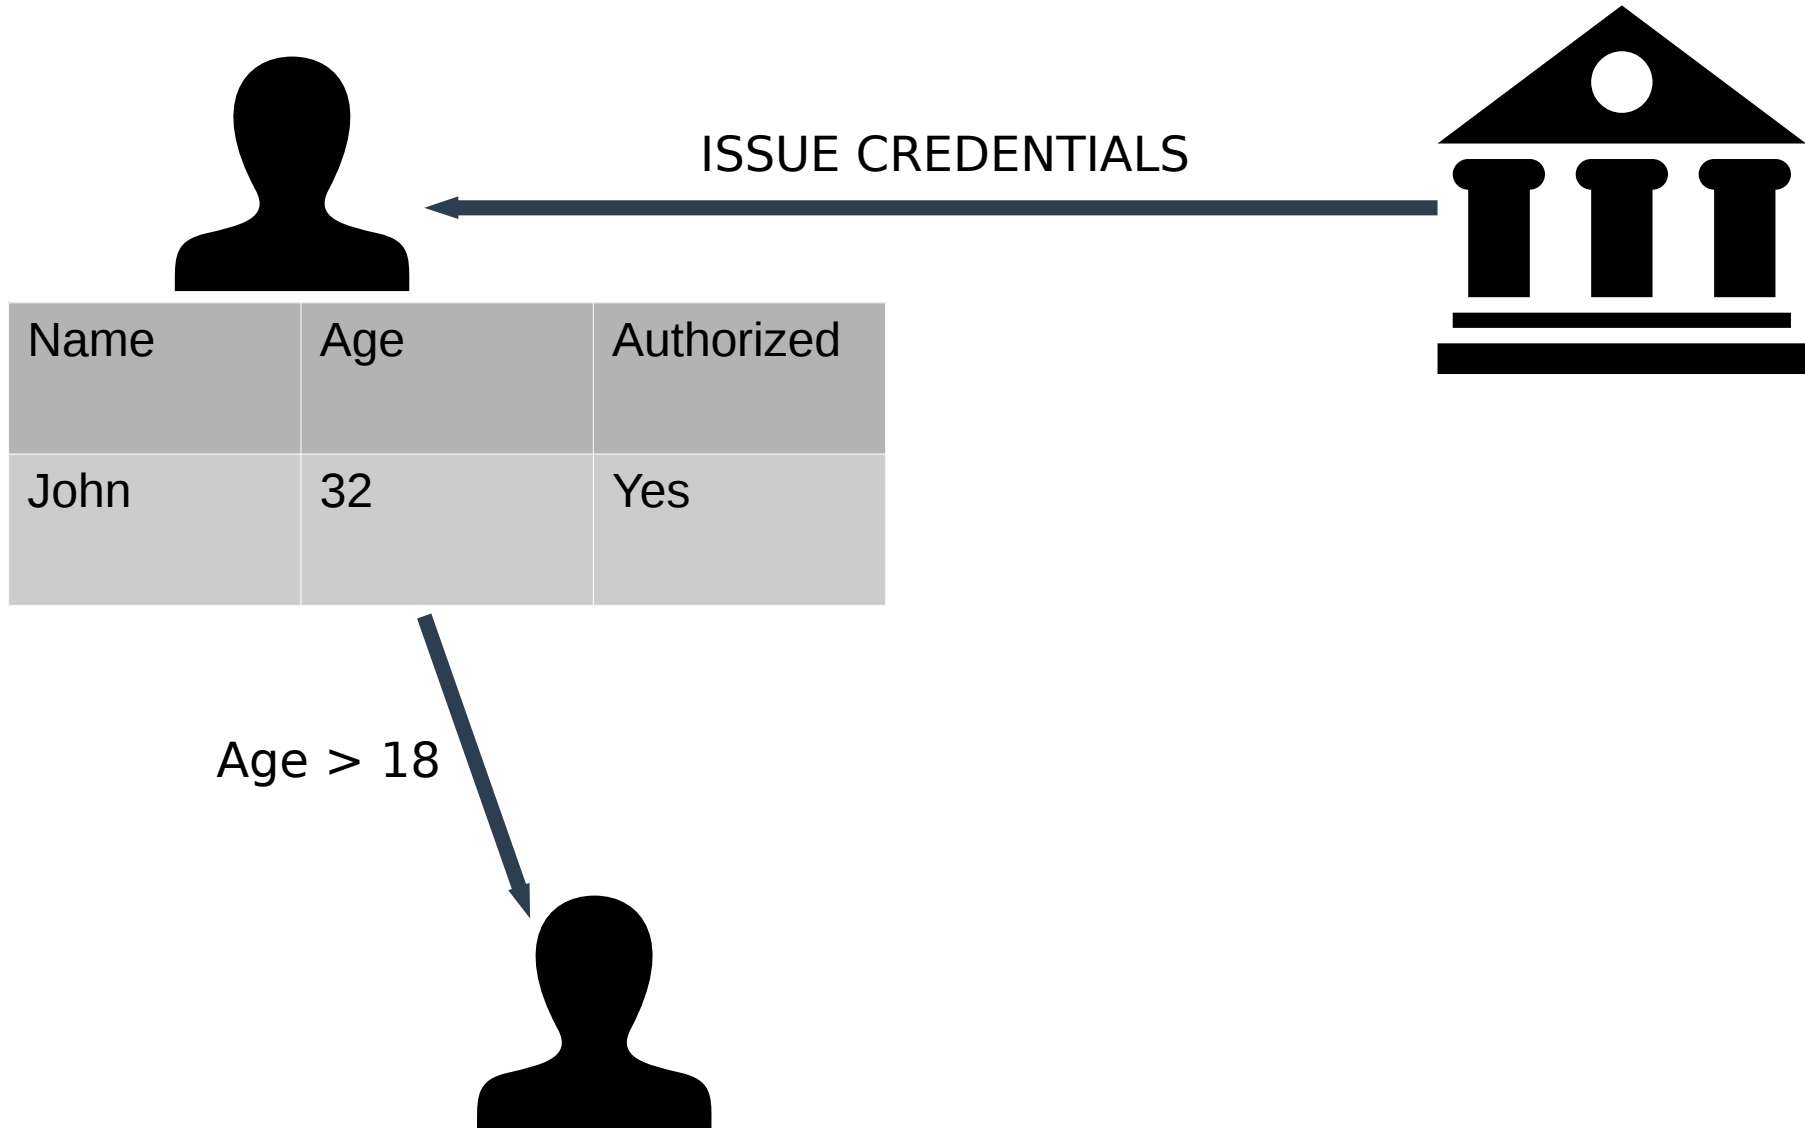 ISSUE CREDENTIALS
Name Age Authorized
John 32 Yes
Age > 18